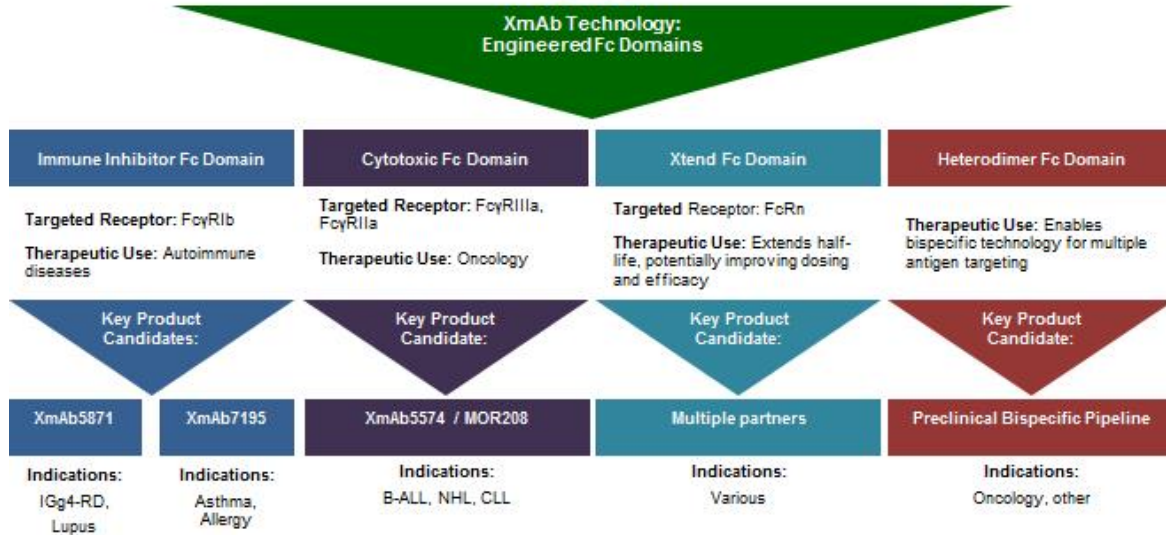 XmAb Technology:
Engineered Fc Domains
Immune Inhibitor Fc Domain
Targeted Receptor: FcγRIb
Therapeutic Use: Autoimmune
diseases
Key Product
Candidates:
XmAb5871
Indications:
IGg4-RD,
Lupus
XmAb7195
Indications:
Asthma,
Allergy
Cytotoxic Fc Domain
Targeted Receptor: FcγRIIIa,
FcγRIIa
Therapeutic Use: Oncology
Key Product
Candidate:
XmAb5574 / MOR208
Indications:
B-ALL, NHL, CLL
Xtend Fc Domain
Targeted Receptor: FcRn
Therapeutic Use: Extends half-
life, potentially improving dosing
and efficacy
Key Product
Candidate:
Multiple partners
Indications:
Various
Heterodimer Fc Domain
Therapeutic Use: Enables
bispecific technology for multiple
antigen targeting
Key Product
Candidate:
Preclinical Bispecific Pipeline
Indications:
Oncology, other